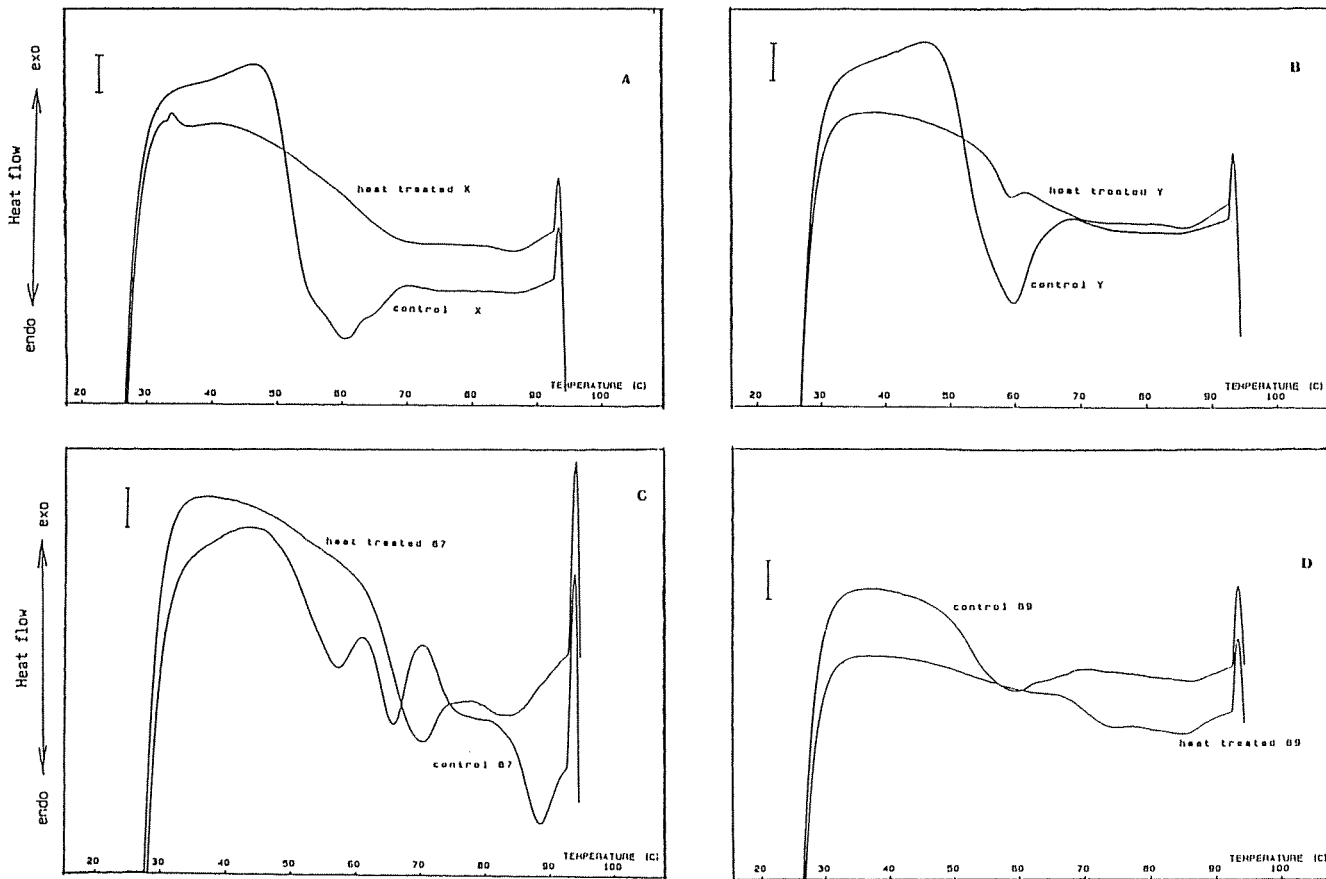 A
exo
Heat flow
endo
heat treated X
control X
TEMPERATURE (C)
20 30 40 50 60 70 80 90 100
B
heat treated Y
control Y
TEMPERATURE (C)
20 30 40 50 60 70 80 90 100
C
exo
Heat flow
endo
heat treated 67
control 67
TEMPERATURE (C)
20 30 40 50 60 70 80 90 100
D
control 69
heat treated 69
TEMPERATURE (C)
20 30 40 50 60 70 80 90 100